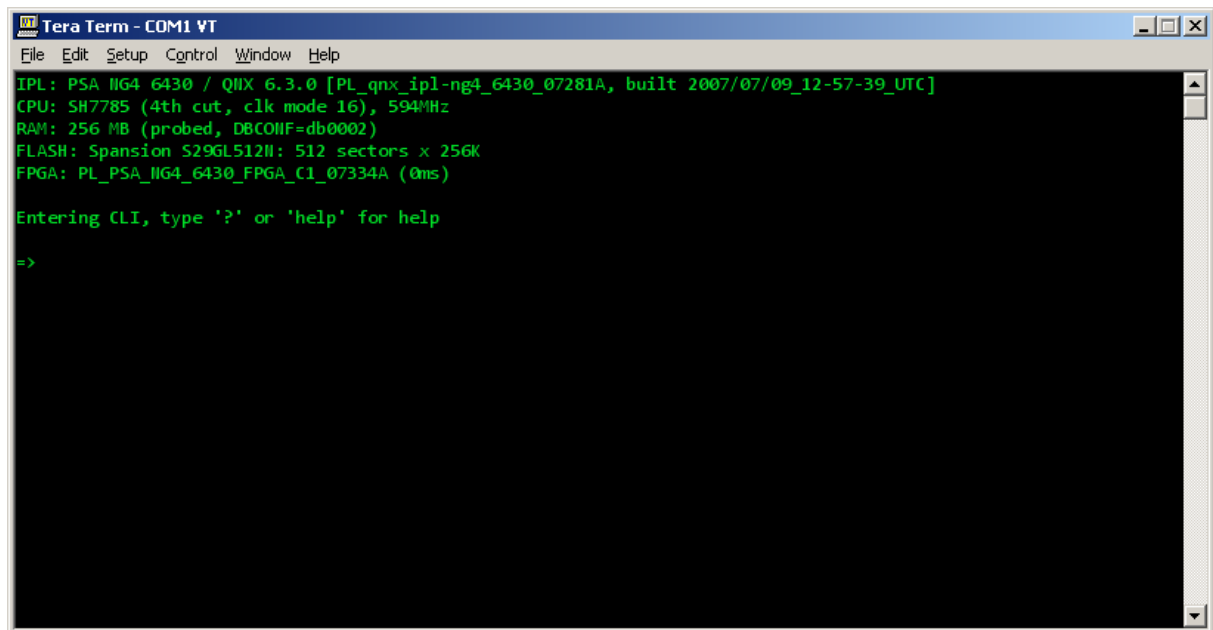 Tera Term - COM1 VT
File Edit Setup Control Window Help
IPL: PSA NG4 6430 / QNX 6.3.0 [PL_qnx_ipl-ng4_6430_07281A, built 2007/07/09_12-57-39_UTC]
CPU: SH7785 (4th cut, clk mode 16), 594MHz
RAM: 256 MB (probed, DBCONF=db0002)
FLASH: Spansion S29GL512N: 512 sectors x 256K
FPGA: PL_PSA_NG4_6430_FPGA_C1_07334A (0ms)
Entering CLI, type '?' or 'help' for help
=>